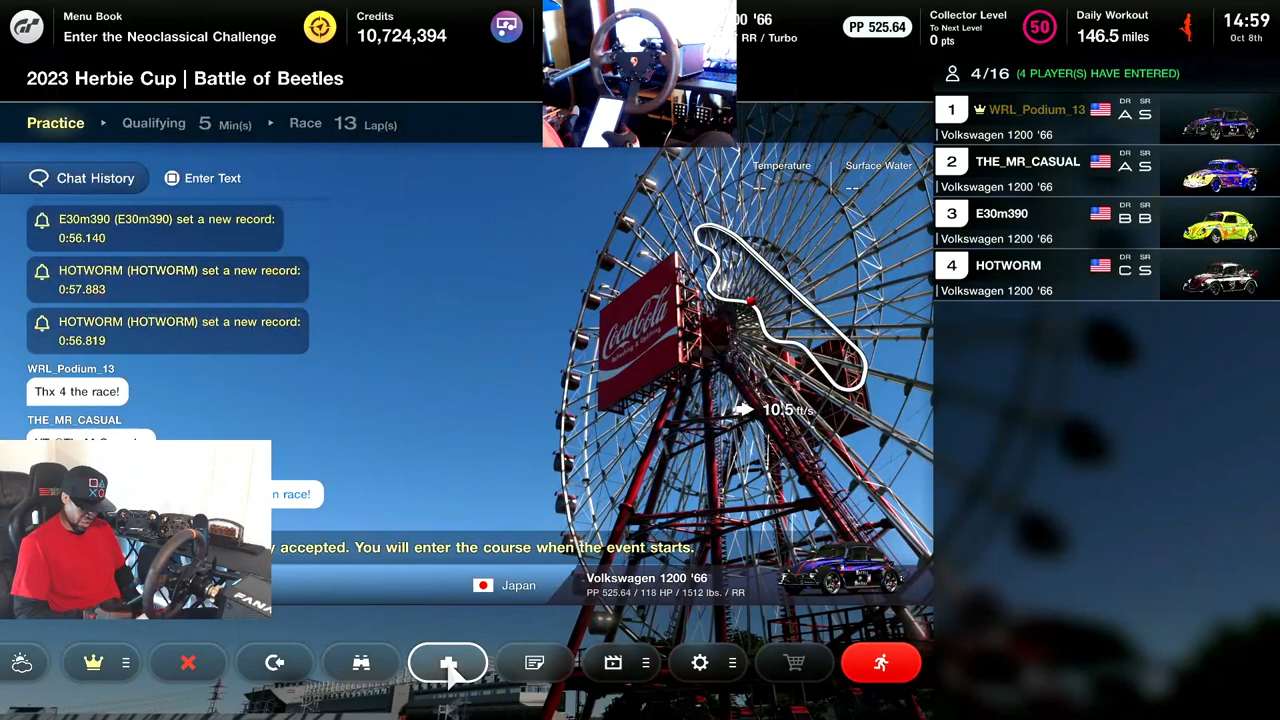 Menu Book
Enter the Neoclassical Challenge
Credits
10,724,394
00 '66
/ RR / Turbo
PP 525.64
Collector Level
To Next Level
0 pts
50
Daily Workout
146.5 miles
14:59
Oct 8th
2023 Herbie Cup | Battle of Beetles
4/16 (4 PLAYER(S) HAVE ENTERED)
Practice ▸ Qualifying 5 Min(s) ▸ Race 13 Lap(s)
Chat History
Enter Text
Temperature
--
Surface Water
--
E30m390 (E30m390) set a new record:
0:56.140
HOTWORM (HOTWORM) set a new record:
0:57.883
HOTWORM (HOTWORM) set a new record:
0:56.819
WRL_Podium_13
Thx 4 the race!
THE_MR_CASUAL
n race!
y accepted. You will enter the course when the event starts.
Coca-Cola
Refreshing & Uplifting
10.5 ft/s
Japan
Volkswagen 1200 '66
PP 525.64 / 118 HP / 1512 lbs. / RR
1 WRL_Podium_13 DR A SR S
Volkswagen 1200 '66
2 THE_MR_CASUAL DR A SR S
Volkswagen 1200 '66
3 E30m390 DR B SR B
Volkswagen 1200 '66
4 HOTWORM DR C SR S
Volkswagen 1200 '66
FANA